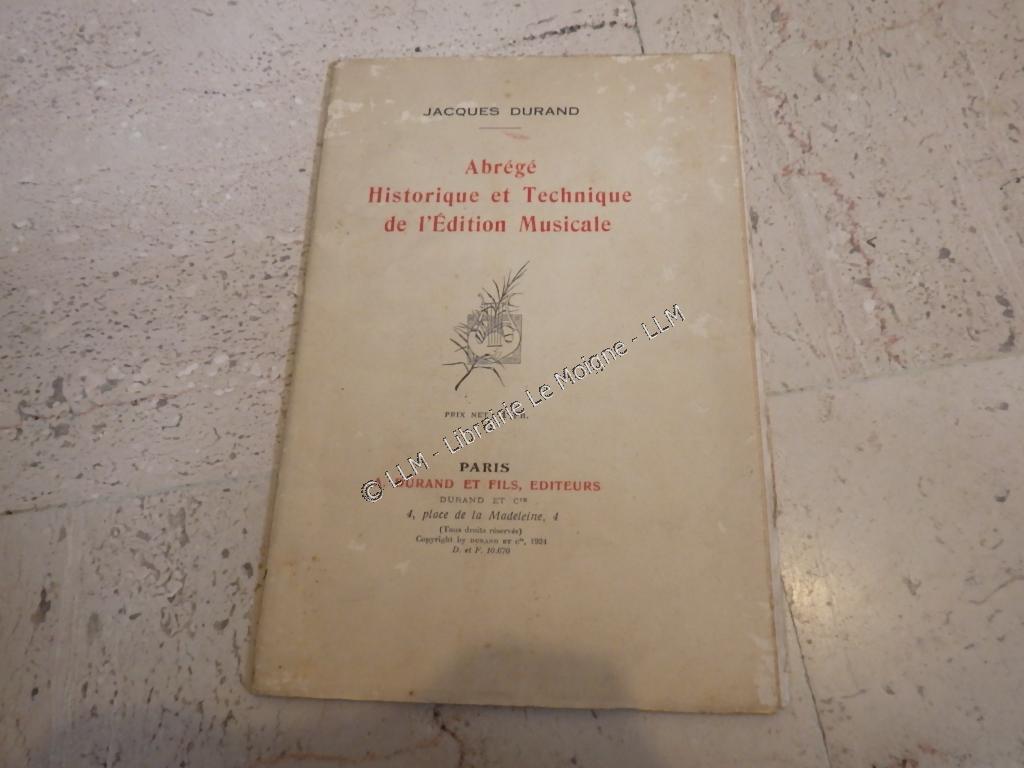 JACQUES DURAND
Abrégé
Historique et Technique
de l'Édition Musicale
PRIX NET
PARIS
DURAND ET FILS, EDITEURS
DURAND ET Cie
4, place de la Madeleine, 4
(Tous droits réservés)
Copyright by DURAND ET Cie, 1924
D. et F. 10.670
© LLM - Librairie Le Moigne - LLM